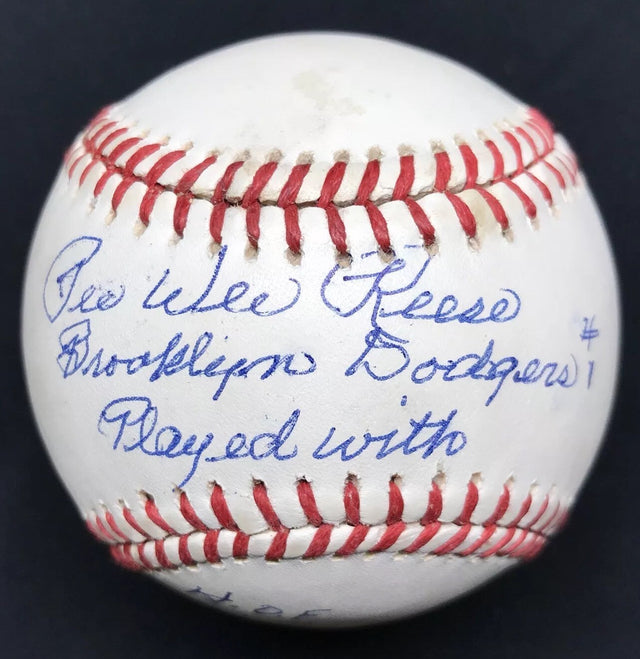 Pee Wee Reese
Brooklyn Dodgers #1
Played with
H.O.F